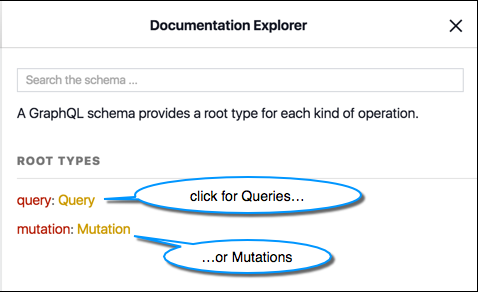 Documentation Explorer
Search the schema ...
A GraphQL schema provides a root type for each kind of operation.
ROOT TYPES
query: Query
click for Queries...
mutation: Mutation
...or Mutations